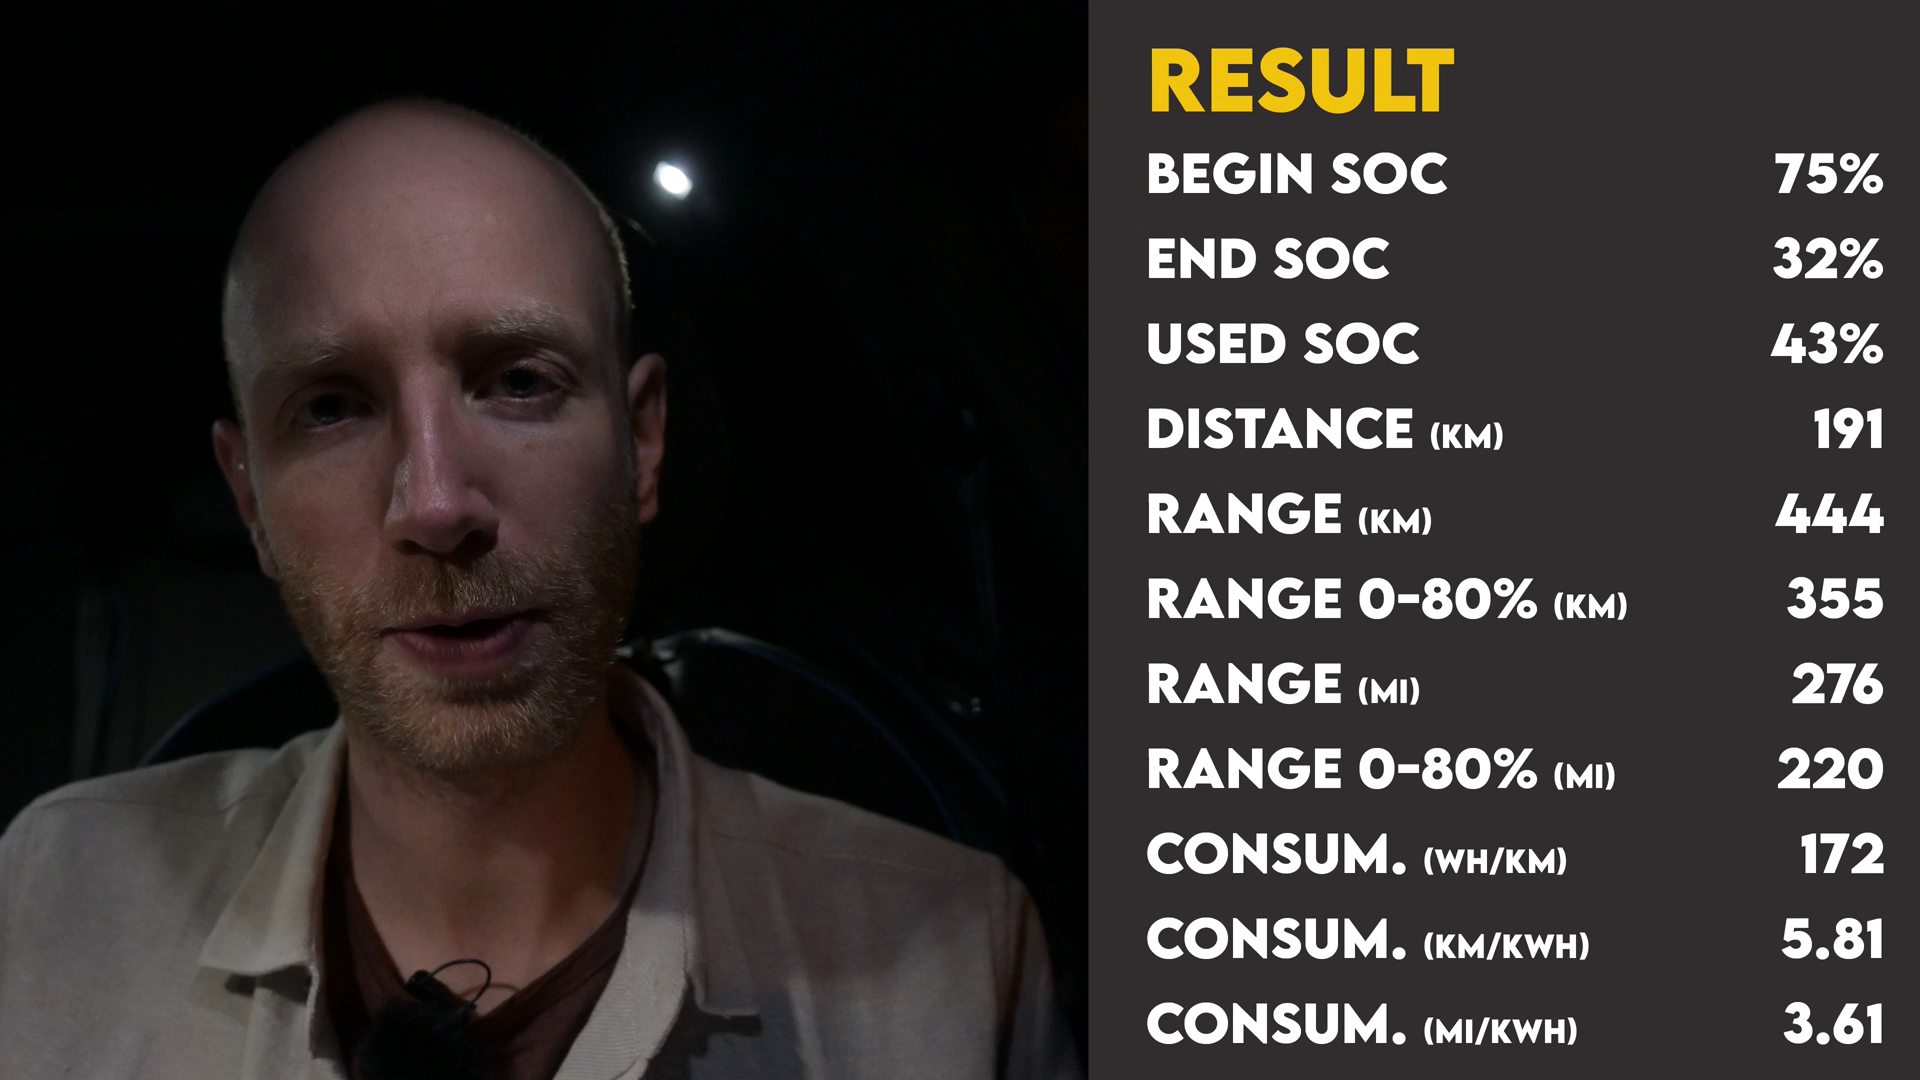 RESULT
BEGIN SOC 75%
END SOC 32%
USED SOC 43%
DISTANCE (KM) 191
RANGE (KM) 444
RANGE 0-80% (KM) 355
RANGE (MI) 276
RANGE 0-80% (MI) 220
CONSUM. (WH/KM) 172
CONSUM. (KM/KWH) 5.81
CONSUM. (MI/KWH) 3.61